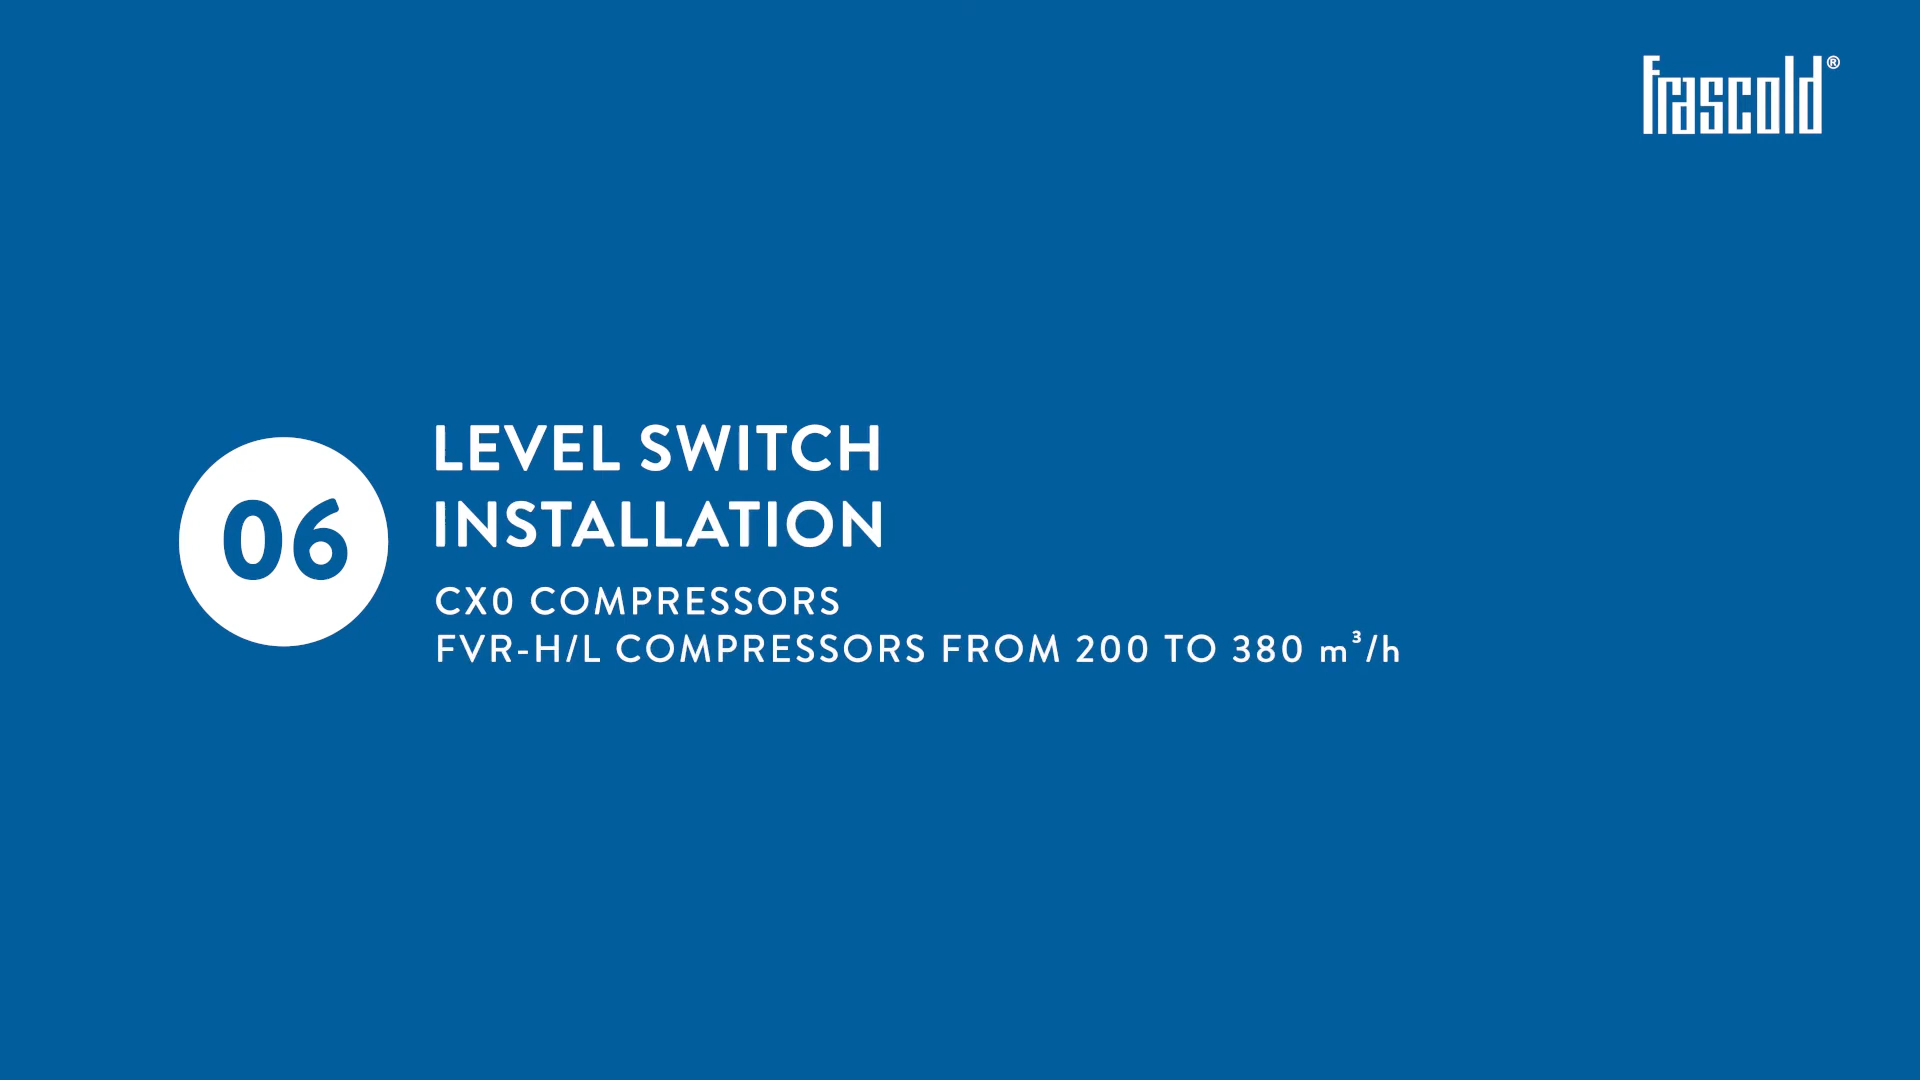 frascold®
06
LEVEL SWITCH
INSTALLATION
CX0 COMPRESSORS
FVR-H/L COMPRESSORS FROM 200 TO 380 m³/h